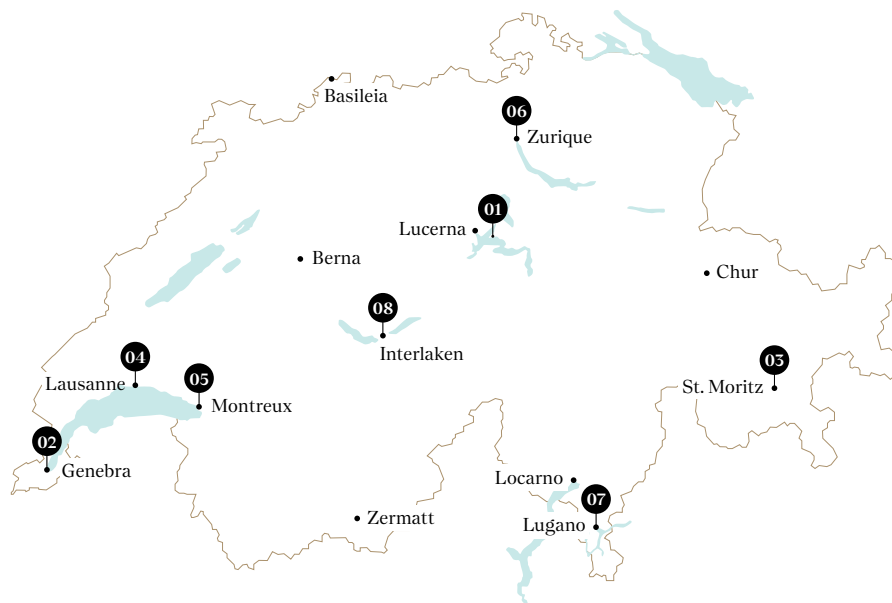 Basileia
06
Zurique
01
Lucerna
Berna
Chur
08
Interlaken
04
Lausanne
05
Montreux
03
St. Moritz
02
Genebra
Locarno
07
Lugano
Zermatt